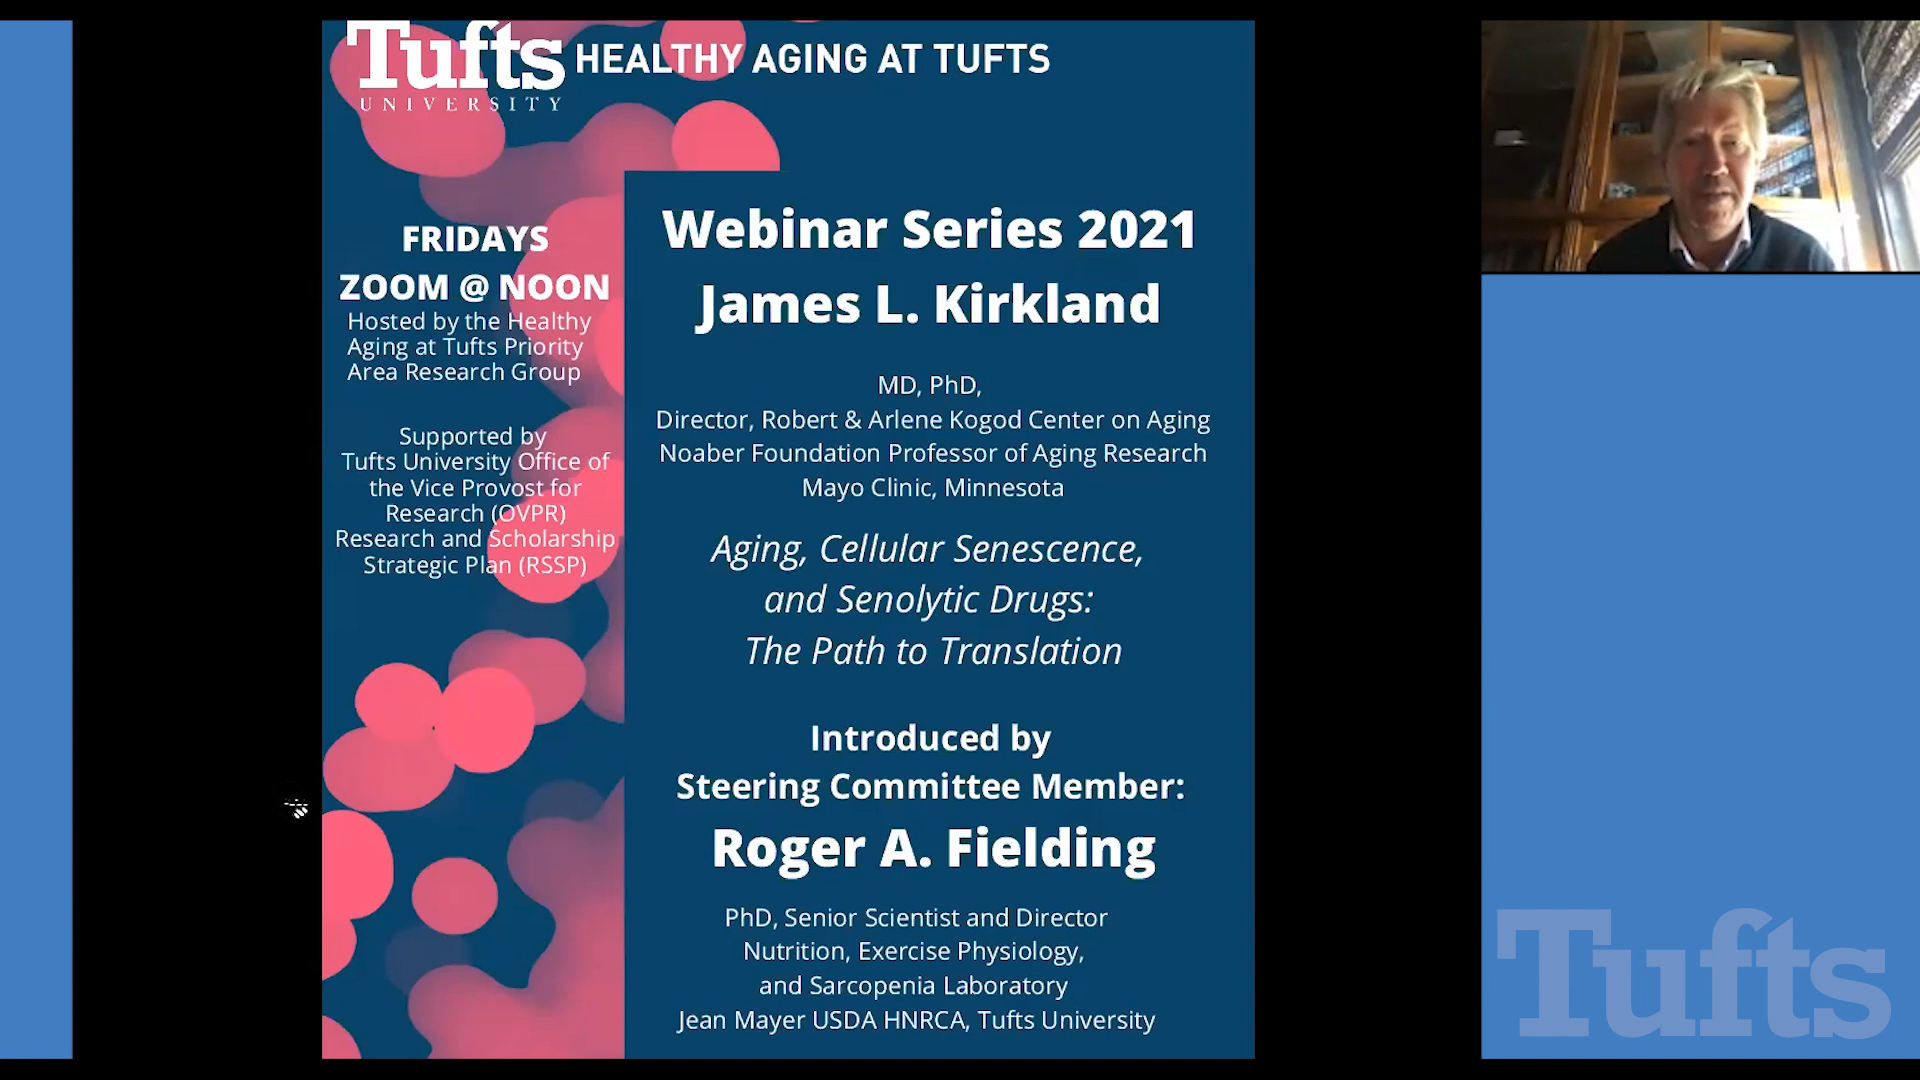 Tufts
UNIVERSITY
HEALTHY AGING AT TUFTS
FRIDAYS
ZOOM @ NOON
Hosted by the Healthy
Aging at Tufts Priority
Area Research Group
Supported by
Tufts University Office of
the Vice Provost for
Research (OVPR)
Research and Scholarship
Strategic Plan (RSSP)
Webinar Series 2021
James L. Kirkland
MD, PhD,
Director, Robert & Arlene Kogod Center on Aging
Noaber Foundation Professor of Aging Research
Mayo Clinic, Minnesota
Aging, Cellular Senescence,
and Senolytic Drugs:
The Path to Translation
Introduced by
Steering Committee Member:
Roger A. Fielding
PhD, Senior Scientist and Director
Nutrition, Exercise Physiology,
and Sarcopenia Laboratory
Jean Mayer USDA HNRCA, Tufts University
Tufts